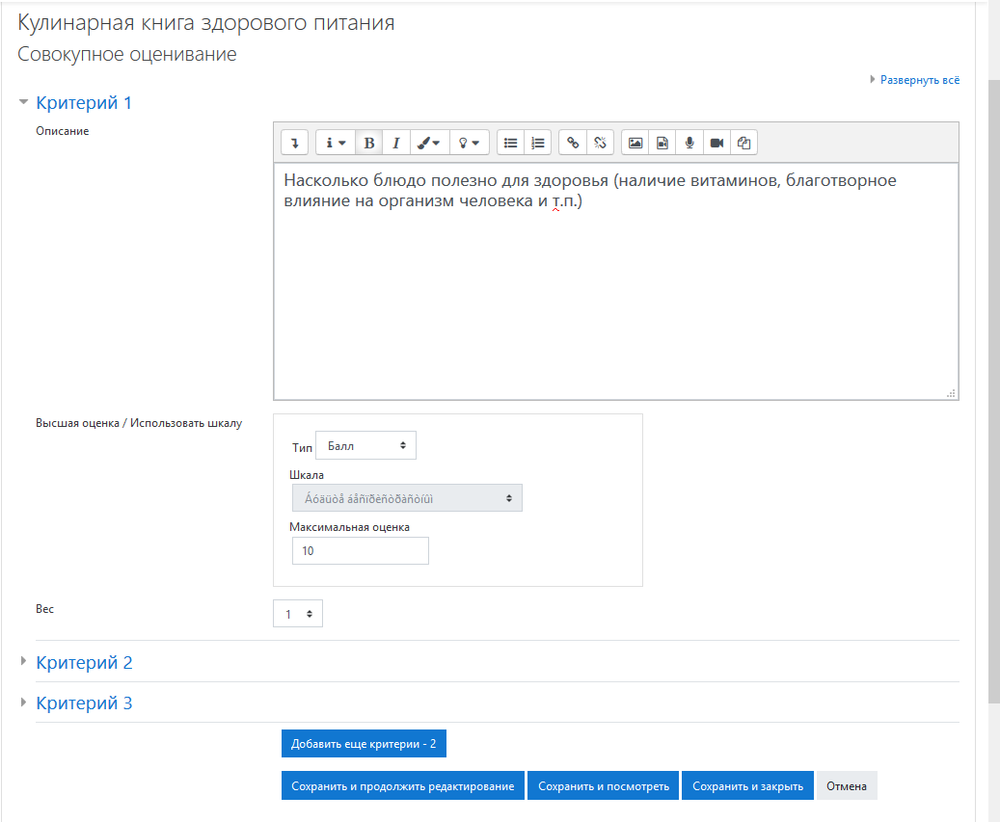 Кулинарная книга здорового питания
Совокупное оценивание
Развернуть всё
Критерий 1
Описание
Насколько блюдо полезно для здоровья (наличие витаминов, благотворное
влияние на организм человека и т.п.)
Высшая оценка / Использовать шкалу
Тип Балл
Шкала
Áóäüòå áåñïðèñòðàñòíûì
Максимальная оценка
10
Вес
1
Критерий 2
Критерий 3
Добавить еще критерии - 2
Сохранить и продолжить редактирование Сохранить и посмотреть Сохранить и закрыть Отмена